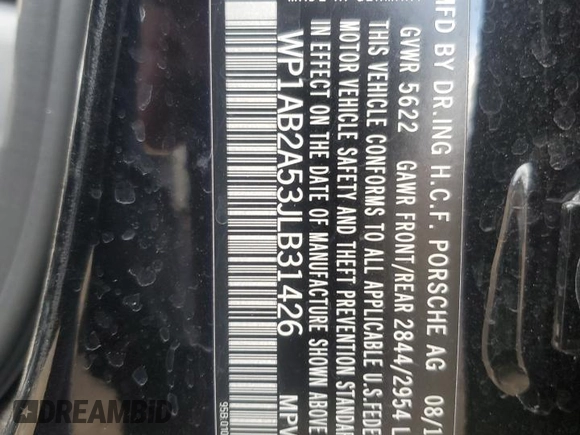 MFD BY DR.ING H.C.F. PORSCHE AG 08/1
GVWR 5622 GAWR FRONT/REAR 2844/2954 L
THIS VEHICLE CONFORMS TO ALL APPLICABLE U.S.FEDE
MOTOR VEHICLE SAFETY AND THEFT PREVENTION STANDA
IN EFFECT ON THE DATE OF MANUFACTURE SHOWN ABOVE
WP1AB2A53JLB31426 MPV
DREAMBID